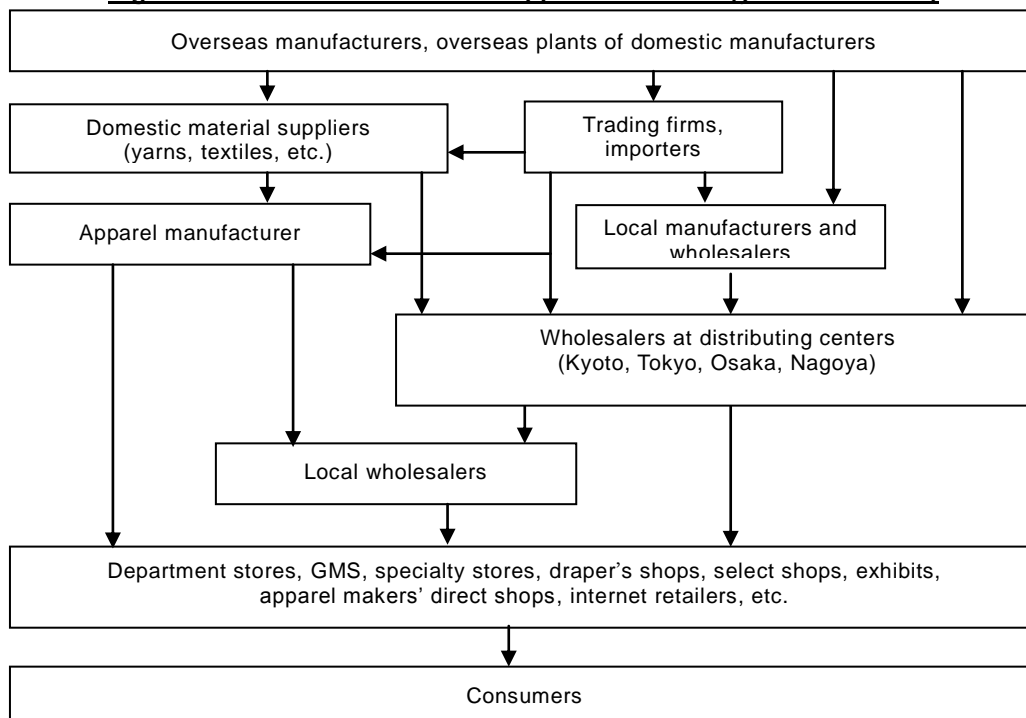 Overseas manufacturers, overseas plants of domestic manufacturers
Domestic material suppliers
(yarns, textiles, etc.)
Trading firms,
importers
Apparel manufacturer
Local manufacturers and
wholesalers
Wholesalers at distributing centers
(Kyoto, Tokyo, Osaka, Nagoya)
Local wholesalers
Department stores, GMS, specialty stores, draper’s shops, select shops, exhibits,
apparel makers’ direct shops, internet retailers, etc.
Consumers